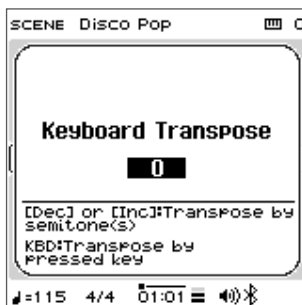 SCENE Disco Pop
Keyboard Transpose
0
[Dec] or [Inc]:Transpose by
semitone(s)
KBD:Transpose by
pressed key
♩=115 4/4 01:01